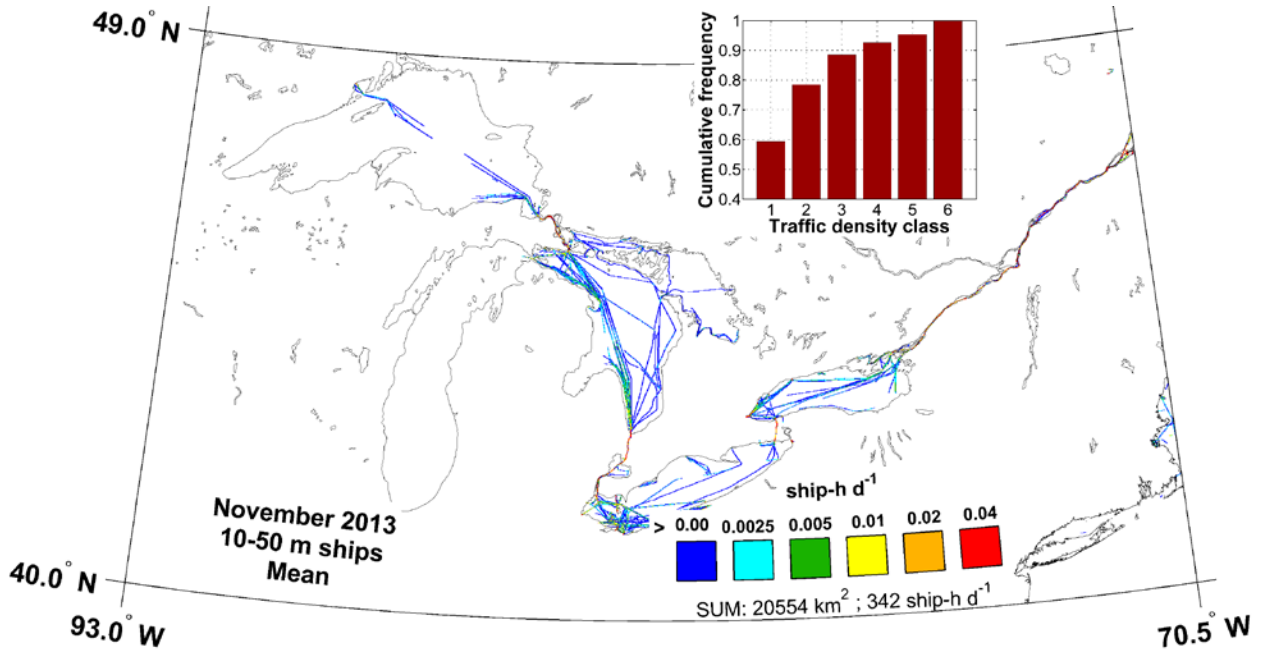 49.0° N
1
0.9
0.8
0.7
0.6
0.5
0.4
Cumulative frequency
1 2 3 4 5 6
Traffic density class
November 2013
10-50 m ships
Mean
ship-h d⁻¹
> 0.00 0.0025 0.005 0.01 0.02 0.04
SUM: 20554 km² ; 342 ship-h d⁻¹
40.0° N
93.0° W
70.5° W